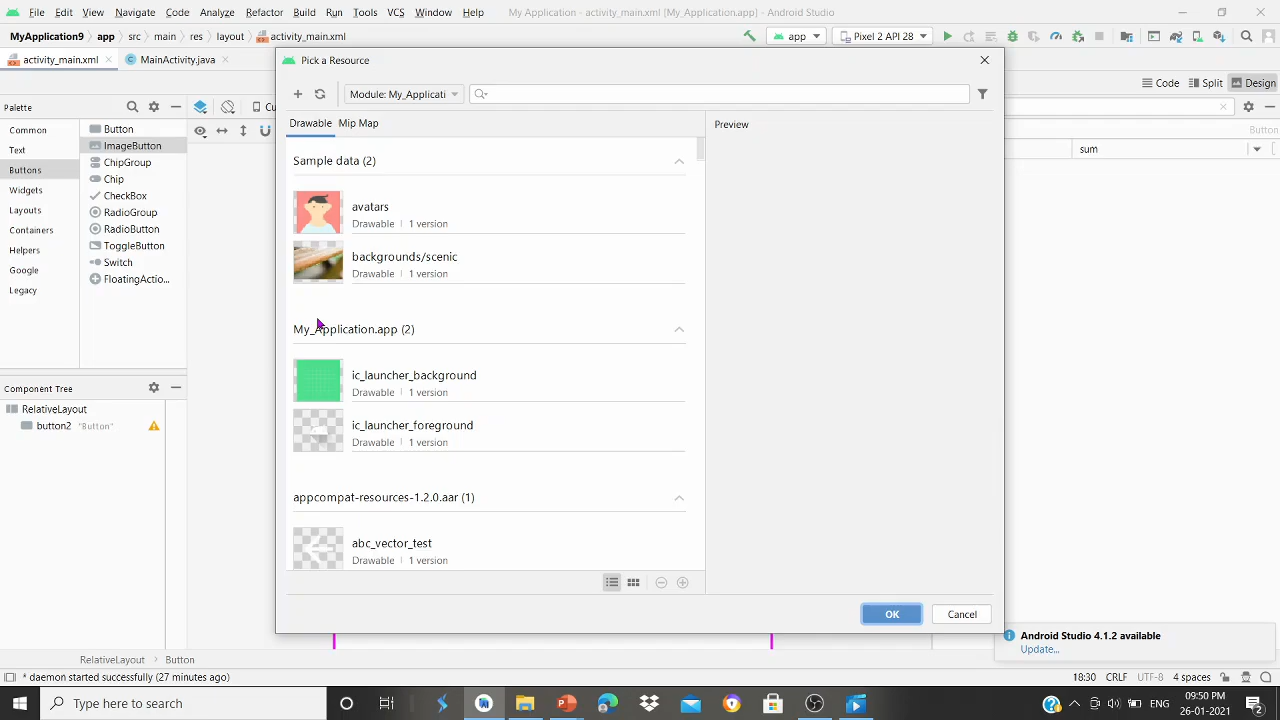 File Edit View Navigate Code Analyze Refactor Build Run Tools VCS Window Help My Application - activity_main.xml [My_Application.app] - Android Studio
MyApplication9 app src main res layout activity_main.xml app Pixel 2 API 28
activity_main.xml MainActivity.java
Pick a Resource
Code Split Design
Palette
Module: My_Applicati
Common
Text
Buttons
Widgets
Layouts
Containers
Helpers
Google
Legacy
Button
ImageButton
ChipGroup
Chip
CheckBox
RadioGroup
RadioButton
ToggleButton
Switch
FloatingActio...
Drawable Mip Map
Preview
Button
sum
Sample data (2)
avatars
Drawable 1 version
backgrounds/scenic
Drawable 1 version
My_Application.app (2)
ic_launcher_background
Drawable 1 version
ic_launcher_foreground
Drawable 1 version
appcompat-resources-1.2.0.aar (1)
abc_vector_test
Drawable 1 version
Component Tree
RelativeLayout
button2 "Button"
OK Cancel
Android Studio 4.1.2 available
Update...
RelativeLayout Button
* daemon started successfully (27 minutes ago)
18:30 CRLF UTF-8 4 spaces
Type here to search
ENG
09:50 PM
26-01-2021